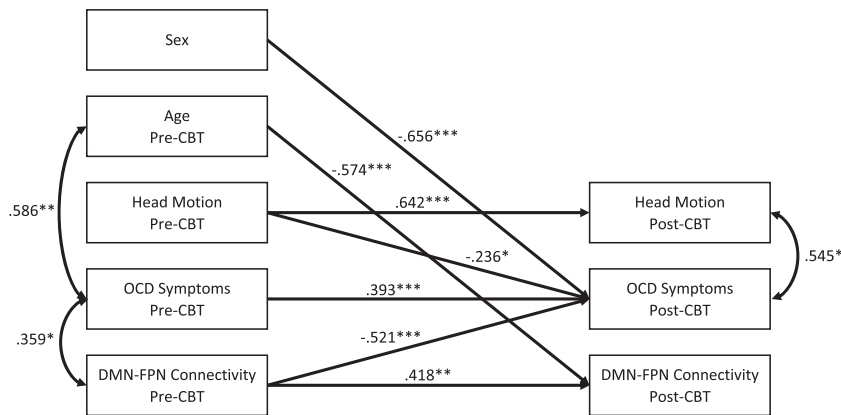 Sex
Age
Pre-CBT
-.656***
-.574***
Head Motion
Pre-CBT
.642***
Head Motion
Post-CBT
.586**
-.236*
.545*
OCD Symptoms
Pre-CBT
.393***
OCD Symptoms
Post-CBT
.359*
-.521***
DMN-FPN Connectivity
Pre-CBT
.418**
DMN-FPN Connectivity
Post-CBT